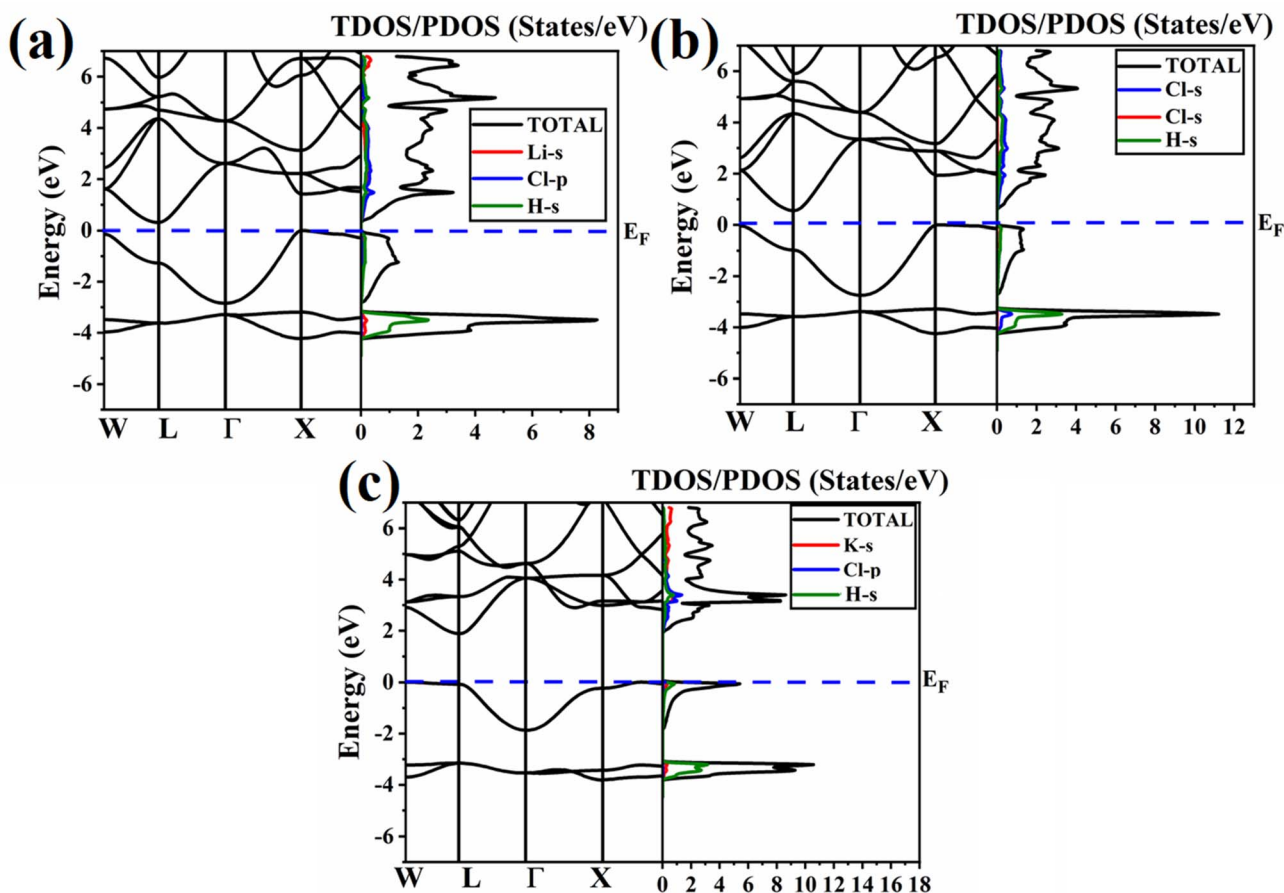 (a)
TDOS/PDOS (States/eV)
Energy (eV)
6
4
2
0
-2
-4
-6
W L Γ X
0 2 4 6 8
TOTAL
Li-s
Cl-p
H-s
EF
(b)
TDOS/PDOS (States/eV)
Energy (eV)
6
4
2
0
-2
-4
-6
W L Γ X
0 2 4 6 8 10 12
TOTAL
Cl-s
Cl-s
H-s
EF
(c)
TDOS/PDOS (States/eV)
Energy (eV)
6
4
2
0
-2
-4
-6
W L Γ X
0 2 4 6 8 10 12 14 16 18
TOTAL
K-s
Cl-p
H-s
EF